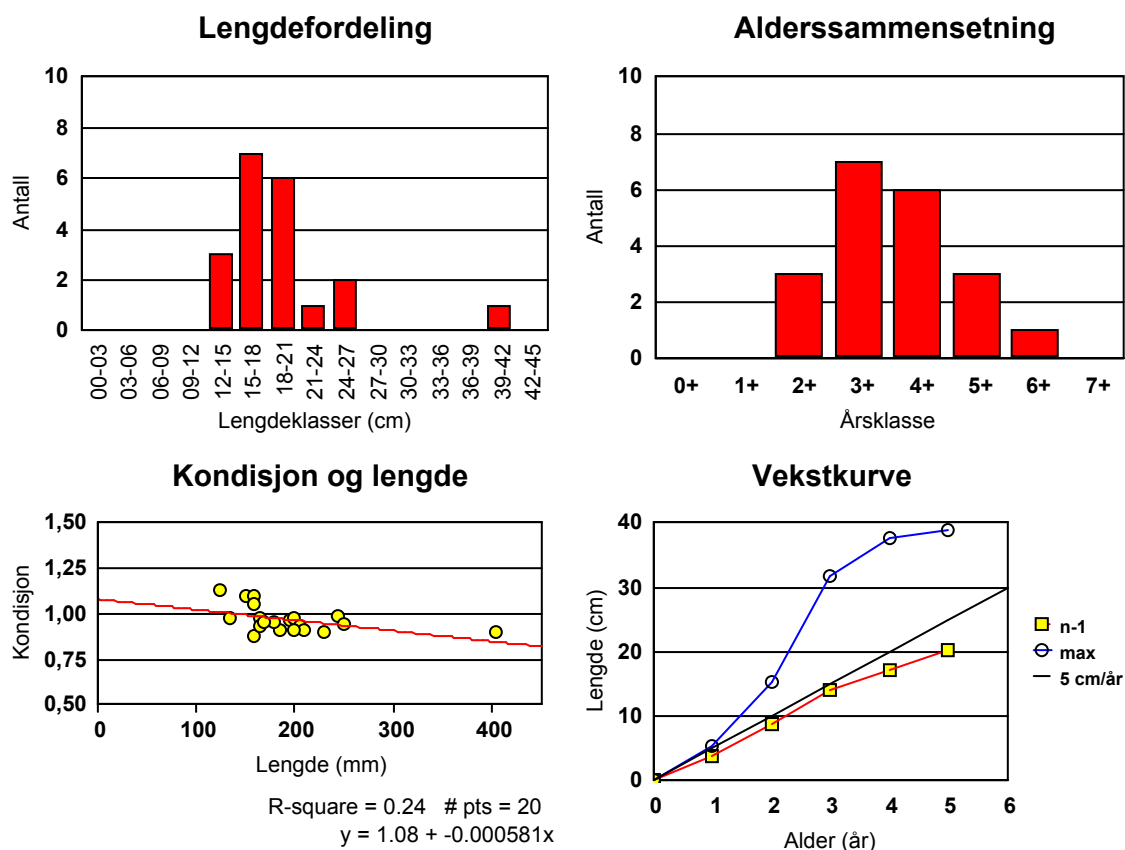 Lengdefordeling
Antall
10
8
6
4
2
0
00-03
03-06
06-09
09-12
12-15
15-18
18-21
21-24
24-27
27-30
30-33
33-36
36-39
39-42
42-45
Lengdeklasser (cm)
Alderssammensetning
Antall
10
8
6
4
2
0
0+ 1+ 2+ 3+ 4+ 5+ 6+ 7+
Årsklasse
Kondisjon og lengde
Kondisjon
1,50
1,25
1,00
0,75
0,50
0 100 200 300 400
Lengde (mm)
R-square = 0.24 # pts = 20
y = 1.08 + -0.000581x
Vekstkurve
Lengde (cm)
40
30
20
10
0
0 1 2 3 4 5 6
Alder (år)
n-1
max
5 cm/år